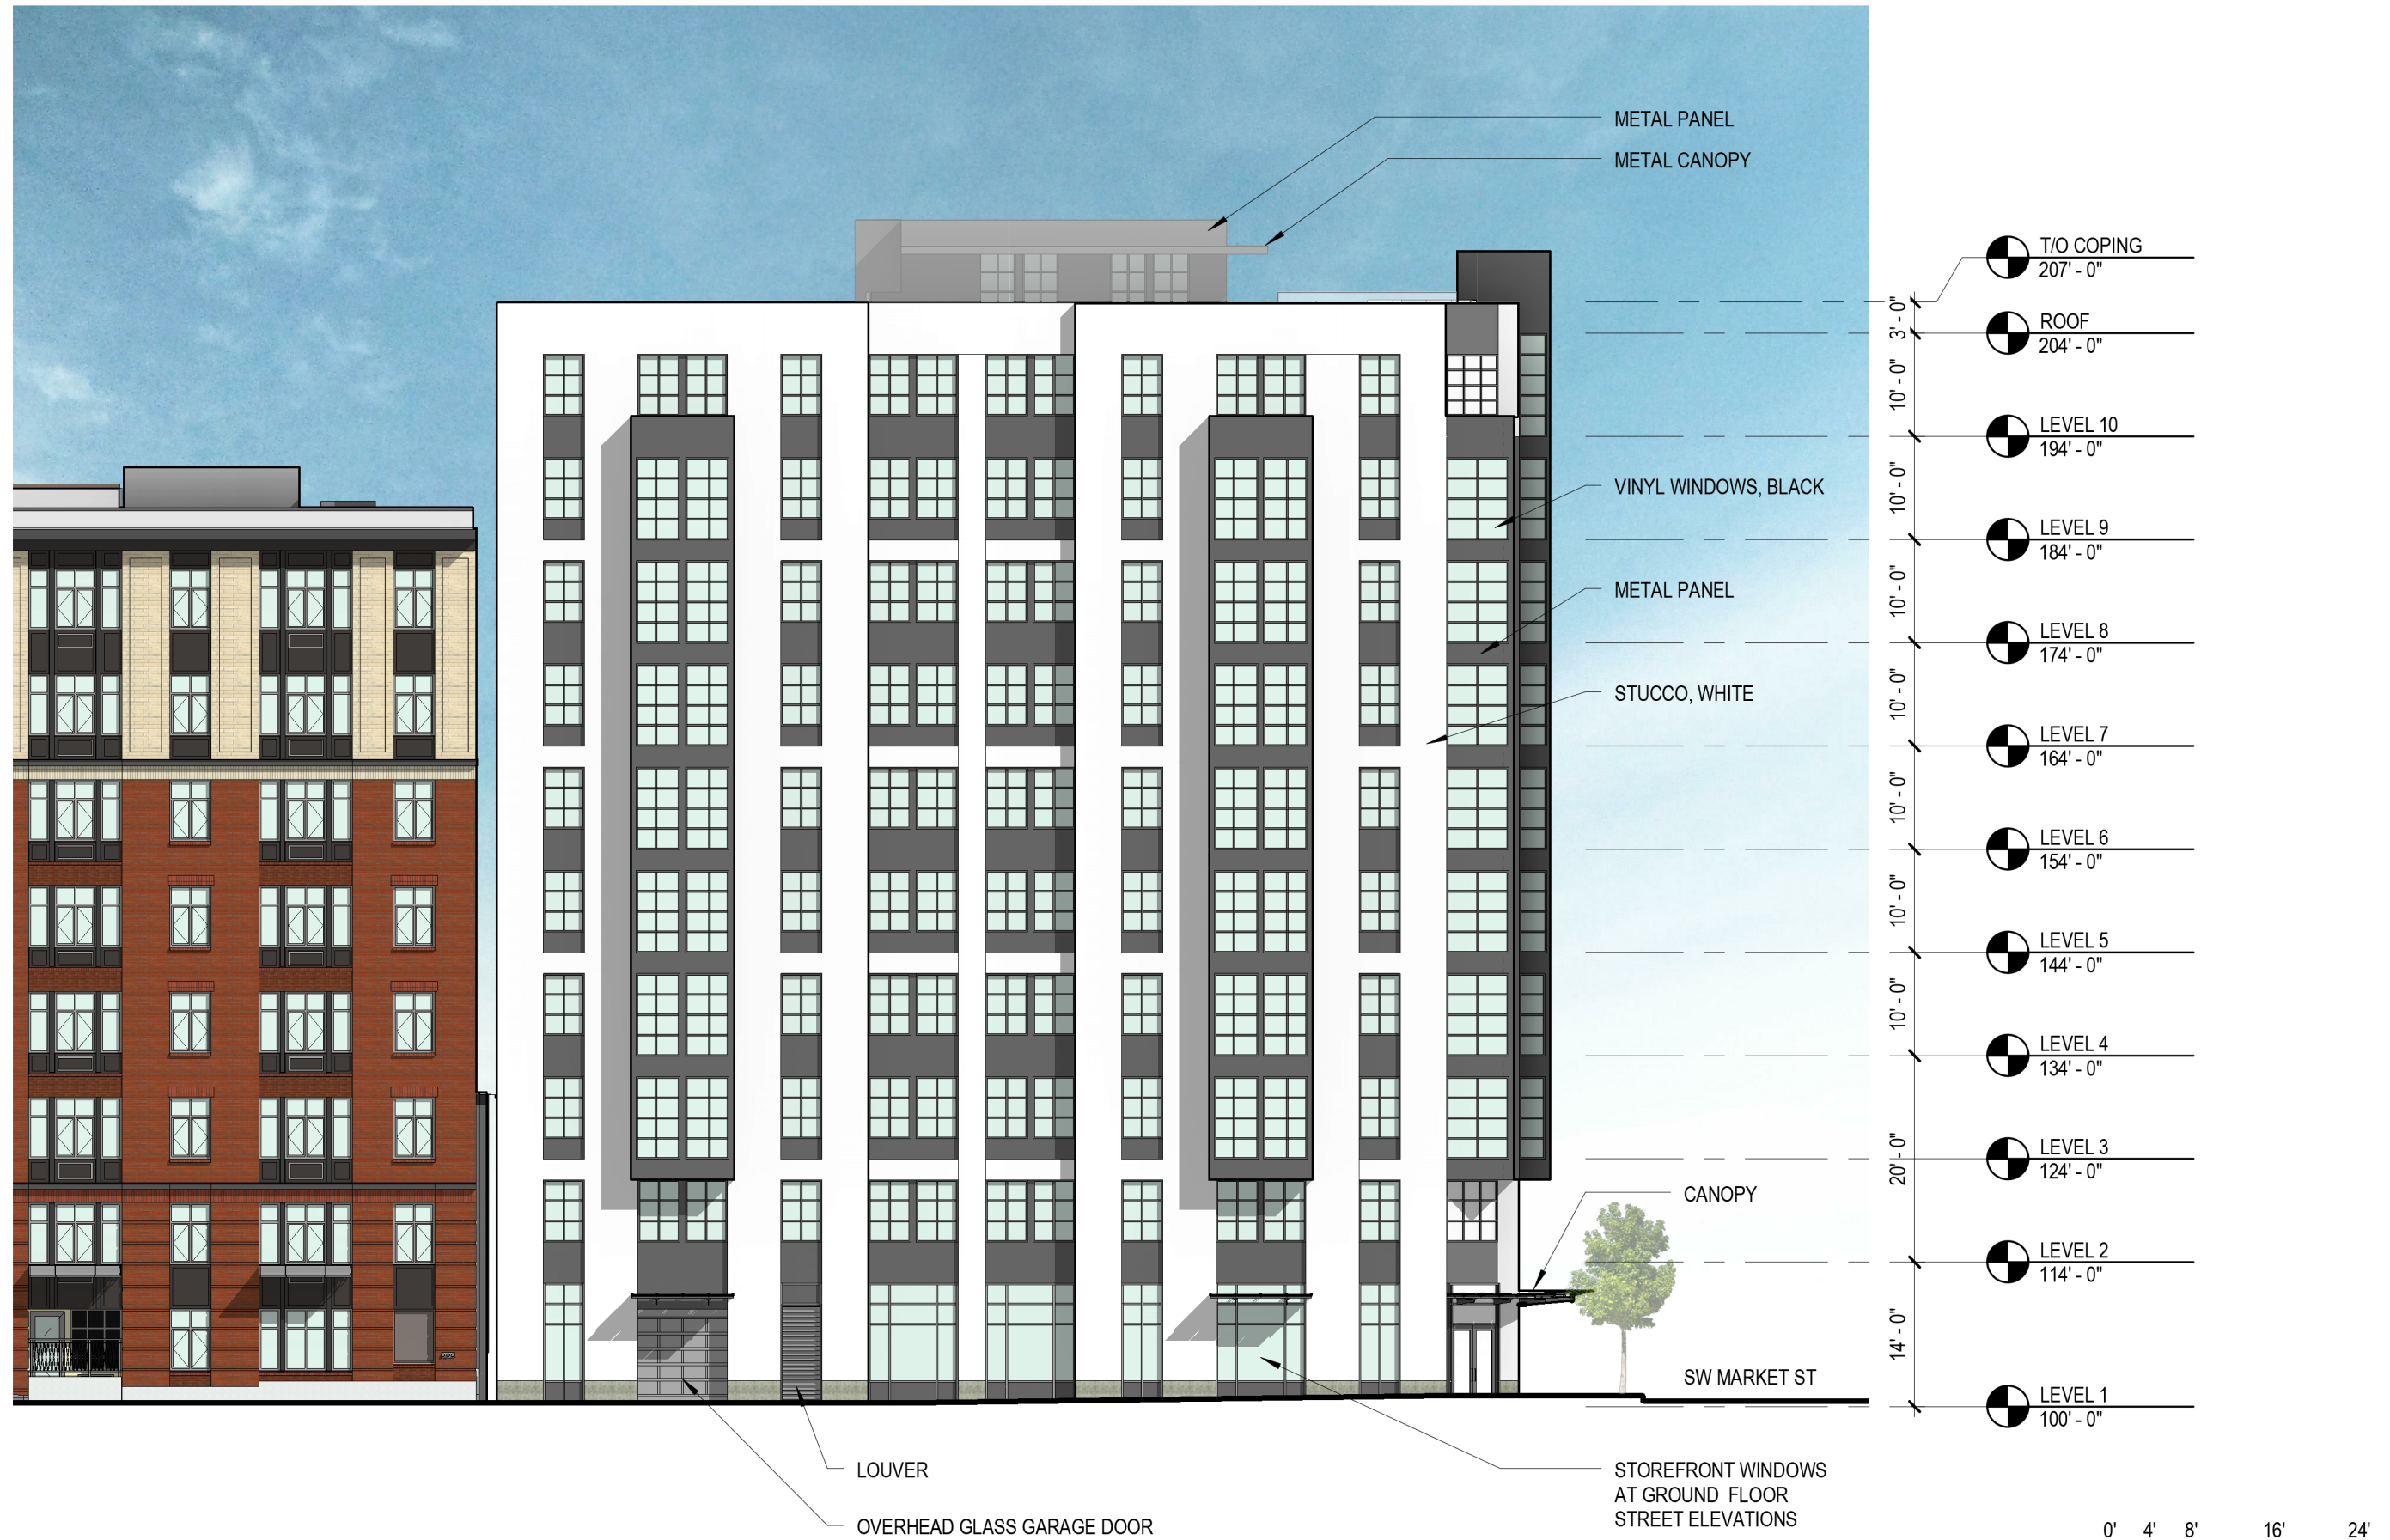 METAL PANEL
METAL CANOPY
T/O COPING
207' - 0"
3' - 0"
ROOF
204' - 0"
10' - 0"
LEVEL 10
194' - 0"
10' - 0"
VINYL WINDOWS, BLACK
LEVEL 9
184' - 0"
10' - 0"
METAL PANEL
LEVEL 8
174' - 0"
10' - 0"
STUCCO, WHITE
LEVEL 7
164' - 0"
10' - 0"
LEVEL 6
154' - 0"
10' - 0"
LEVEL 5
144' - 0"
10' - 0"
LEVEL 4
134' - 0"
20' - 0"
LEVEL 3
124' - 0"
CANOPY
LEVEL 2
114' - 0"
14' - 0"
SW MARKET ST
LEVEL 1
100' - 0"
LOUVER
OVERHEAD GLASS GARAGE DOOR
STOREFRONT WINDOWS
AT GROUND FLOOR
STREET ELEVATIONS
0' 4' 8' 16' 24'